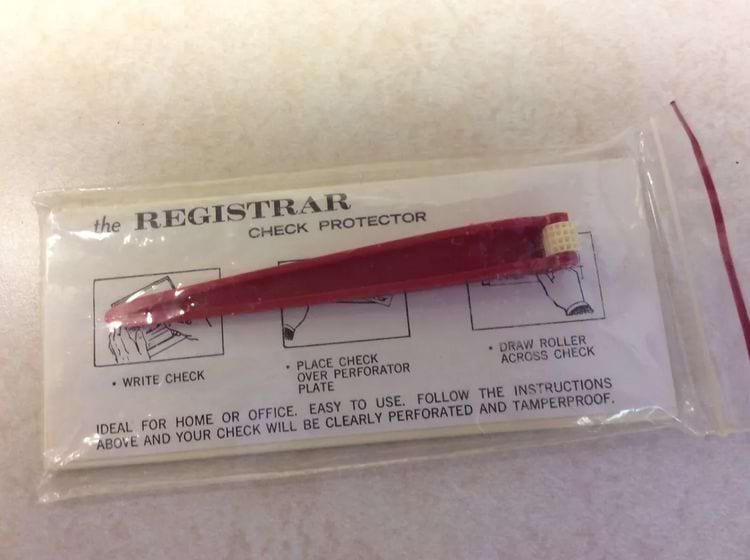 the REGISTRAR
CHECK PROTECTOR
• WRITE CHECK
• PLACE CHECK
OVER PERFORATOR
PLATE
• DRAW ROLLER
ACROSS CHECK
IDEAL FOR HOME OR OFFICE. EASY TO USE. FOLLOW THE INSTRUCTIONS
ABOVE AND YOUR CHECK WILL BE CLEARLY PERFORATED AND TAMPERPROOF.